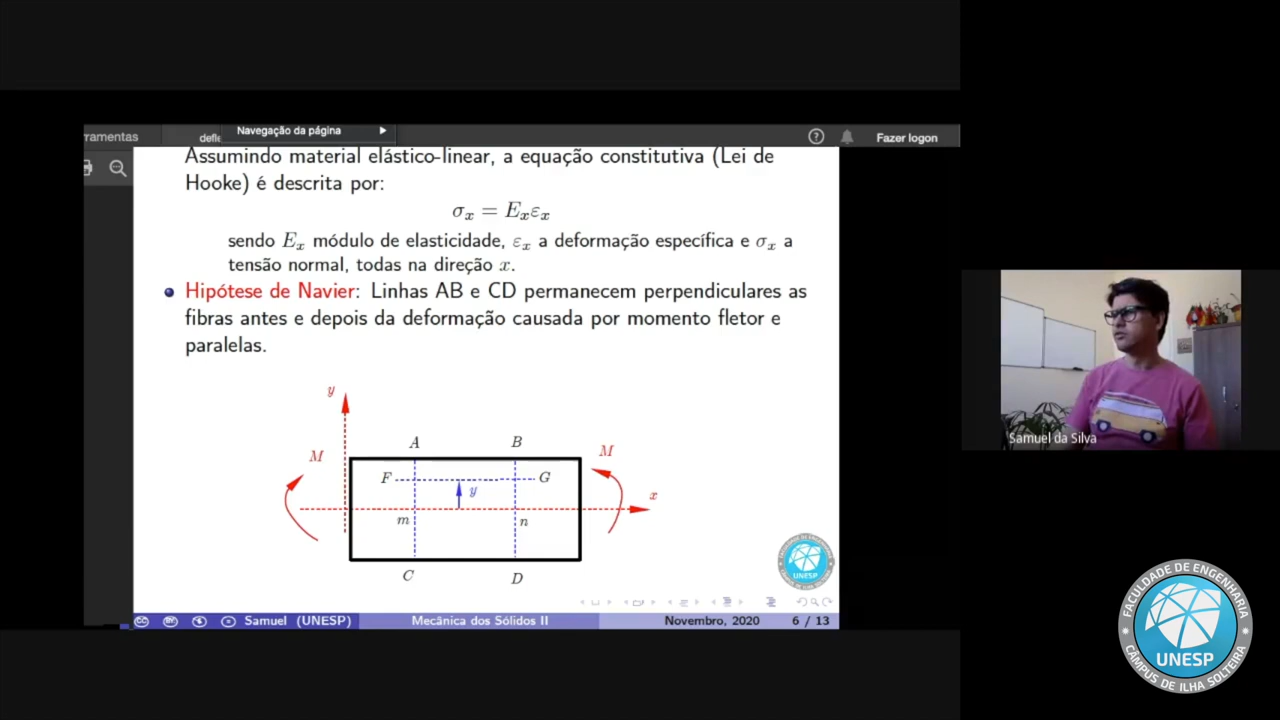 rramentas
defle
Navegação da página
Fazer logon
Assumindo material elástico-linear, a equação constitutiva (Lei de
Hooke) é descrita por:
σx = Exεx
sendo Ex módulo de elasticidade, εx a deformação específica e σx a
tensão normal, todas na direção x.
Hipótese de Navier: Linhas AB e CD permanecem perpendiculares as
fibras antes e depois da deformação causada por momento fletor e
paralelas.
y
A
B
M
M
F
G
y
x
m
n
C
D
UNESP
Samuel (UNESP)
Mecânica dos Sólidos II
Novembro, 2020
6 / 13
Samuel da Silva
FACULDADE DE ENGENHARIA
UNESP
CÂMPUS DE ILHA SOLTEIRA